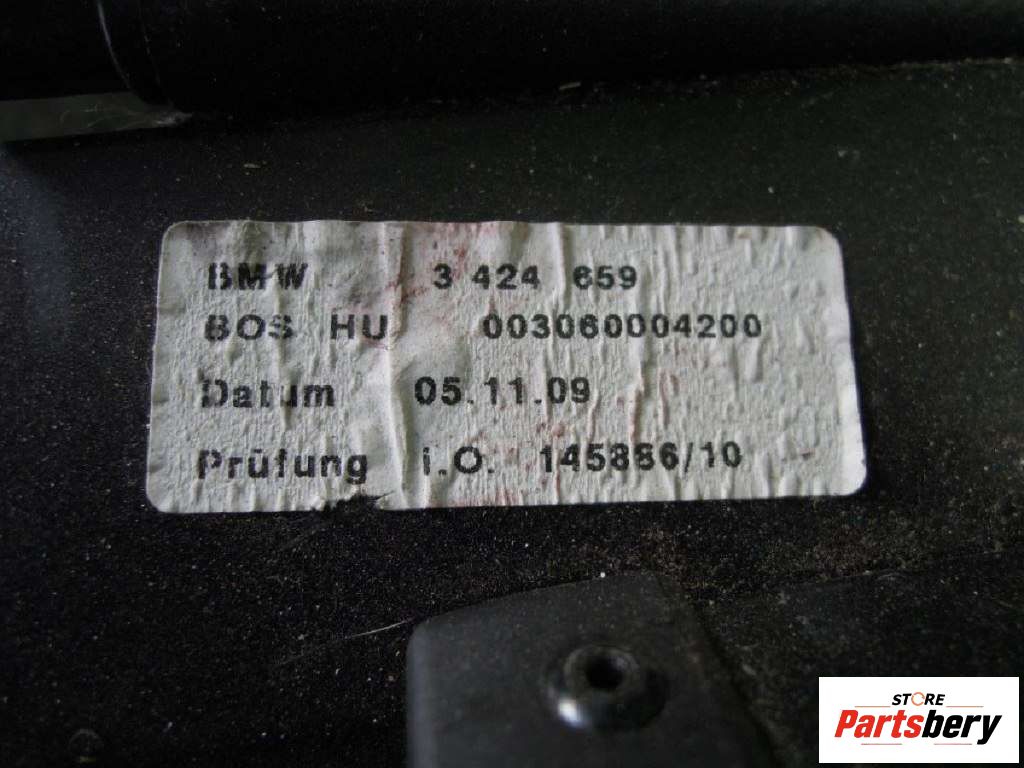 BMW 3 424 659
BOS HU 003060004200
Datum 05.11.09
Prüfung i.O. 145886/10
STORE
Partsbery